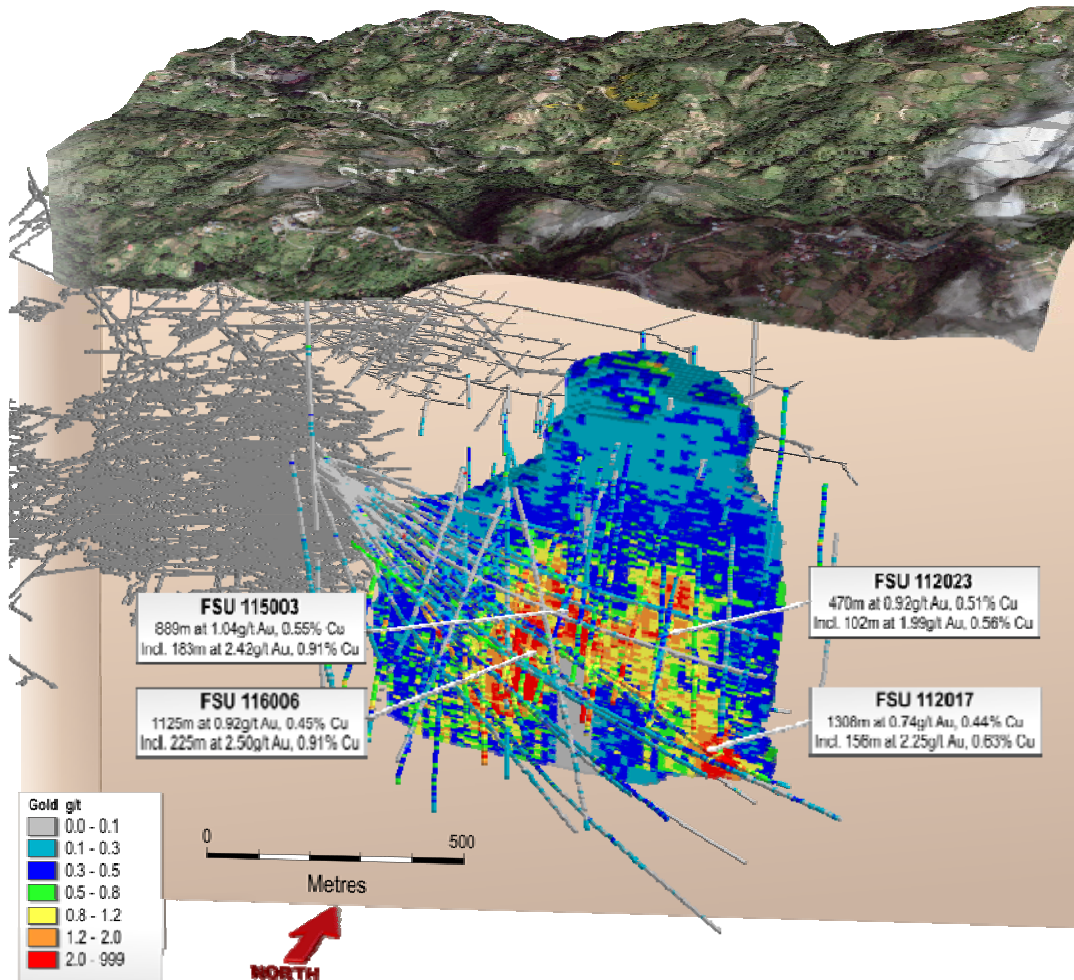 FSU 115003
889m at 1.04g/t Au, 0.55% Cu
Incl. 183m at 2.42g/t Au, 0.91% Cu
FSU 116006
1125m at 0.92g/t Au, 0.45% Cu
Incl. 225m at 2.50g/t Au, 0.91% Cu
FSU 112023
470m at 0.92g/t Au, 0.51% Cu
Incl. 102m at 1.99g/t Au, 0.56% Cu
FSU 112017
1308m at 0.74g/t Au, 0.44% Cu
Incl. 156m at 2.25g/t Au, 0.63% Cu
Gold g/t
0.0 - 0.1
0.1 - 0.3
0.3 - 0.5
0.5 - 0.8
0.8 - 1.2
1.2 - 2.0
2.0 - 999
0 500
Metres
NORTH